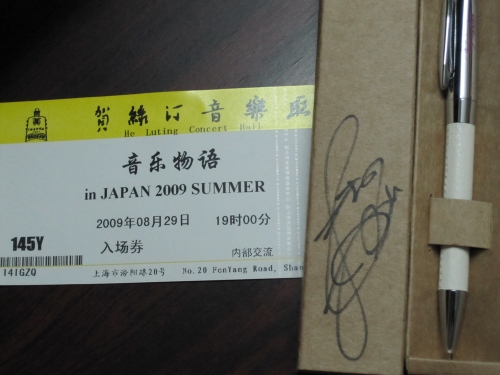 賀綠汀音樂
He Luting Concert Hall
音乐物语
in JAPAN 2009 SUMMER
2009年08月29日 19时00分
145Y 入场券
内部交流
141GZQ 上海市汾阳路20号 No.20 FenYang Road, Shan